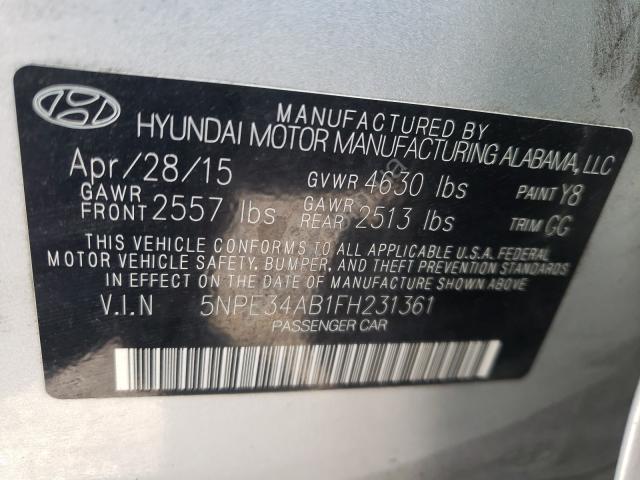 MANUFACTURED BY
HYUNDAI MOTOR MANUFACTURING ALABAMA, LLC
Apr/28/15 GVWR 4630 lbs PAINT Y8
GAWR FRONT 2557 lbs GAWR REAR 2513 lbs TRIM GG
THIS VEHICLE CONFORMS TO ALL APPLICABLE U.S.A. FEDERAL
MOTOR VEHICLE SAFETY, BUMPER, AND THEFT PREVENTION STANDARDS
IN EFFECT ON THE DATE OF MANUFACTURE SHOWN ABOVE.
V.I.N 5NPE34AB1FH231361
PASSENGER CAR